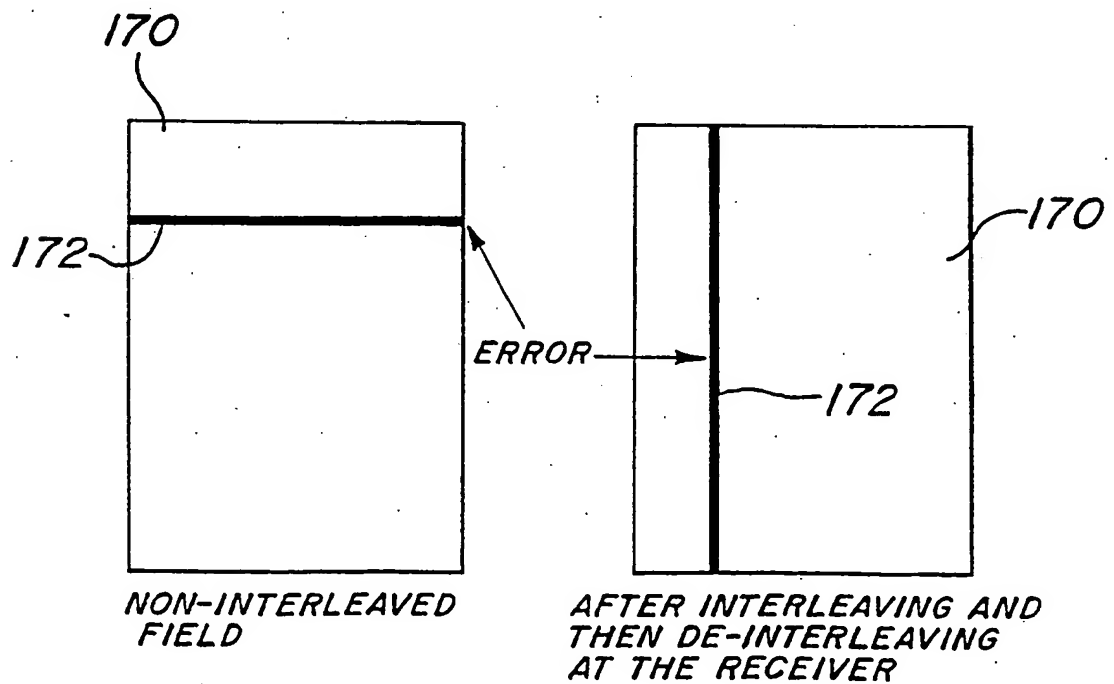 170
172
ERROR
170
172
NON-INTERLEAVED
FIELD
AFTER INTERLEAVING AND
THEN DE-INTERLEAVING
AT THE RECEIVER